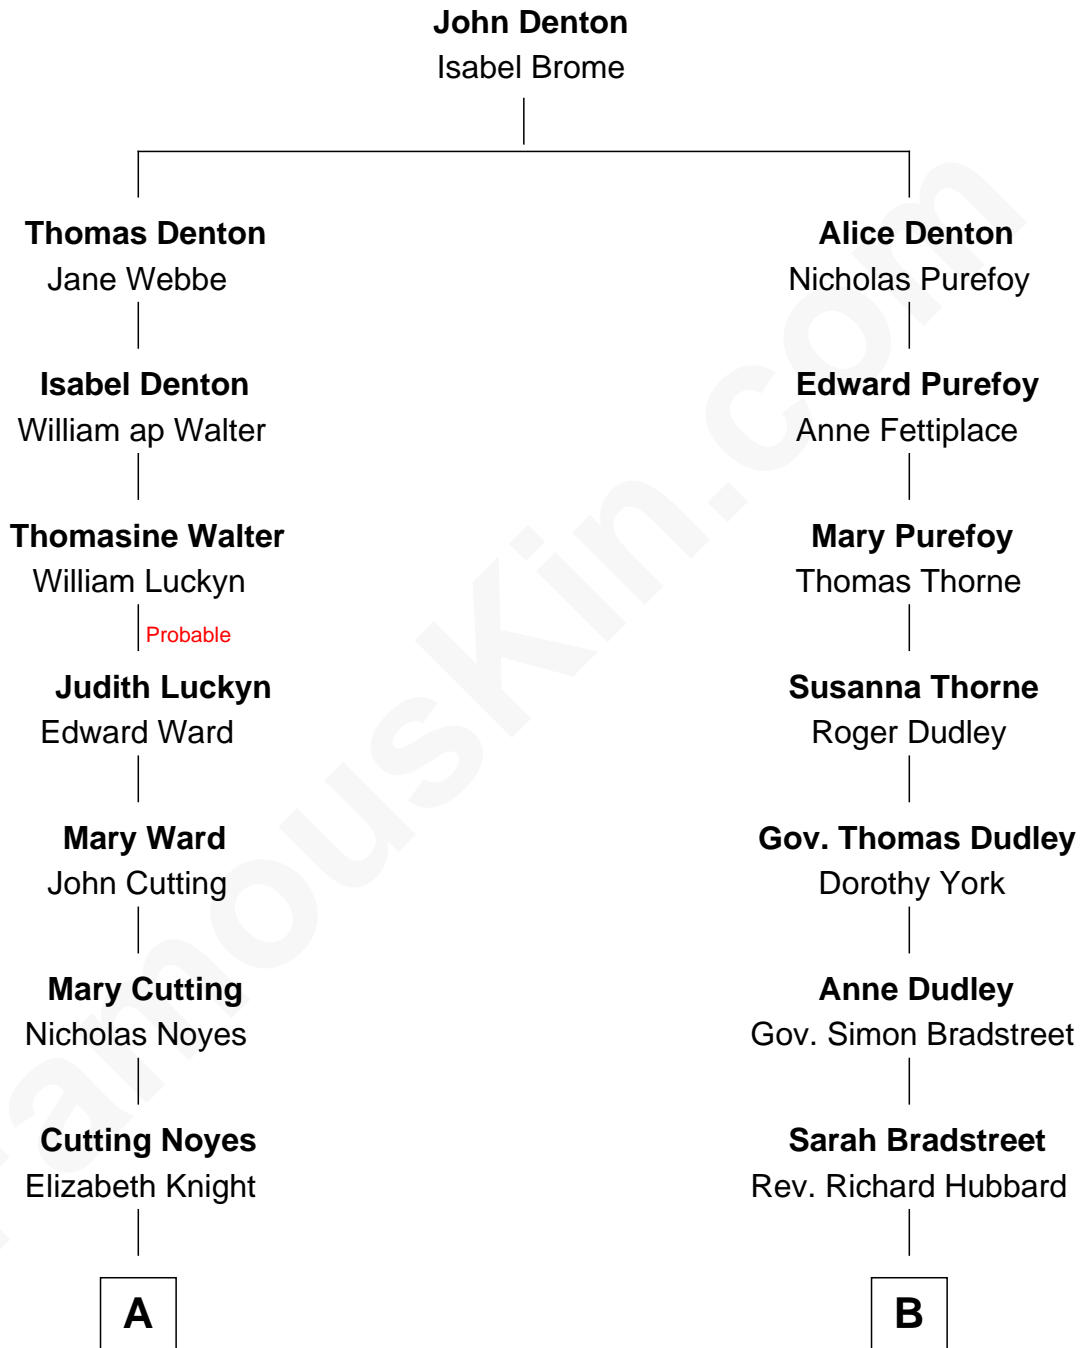 John Denton
Isabel Brome
Thomas Denton
Jane Webbe
Alice Denton
Nicholas Purefoy
Isabel Denton
William ap Walter
Edward Purefoy
Anne Fettiplace
Thomasine Walter
William Luckyn
Mary Purefoy
Thomas Thorne
Probable
Judith Luckyn
Edward Ward
Susanna Thorne
Roger Dudley
Mary Ward
John Cutting
Gov. Thomas Dudley
Dorothy York
Mary Cutting
Nicholas Noyes
Anne Dudley
Gov. Simon Bradstreet
Cutting Noyes
Elizabeth Knight
Sarah Bradstreet
Rev. Richard Hubbard
A
B
FamousKin.com